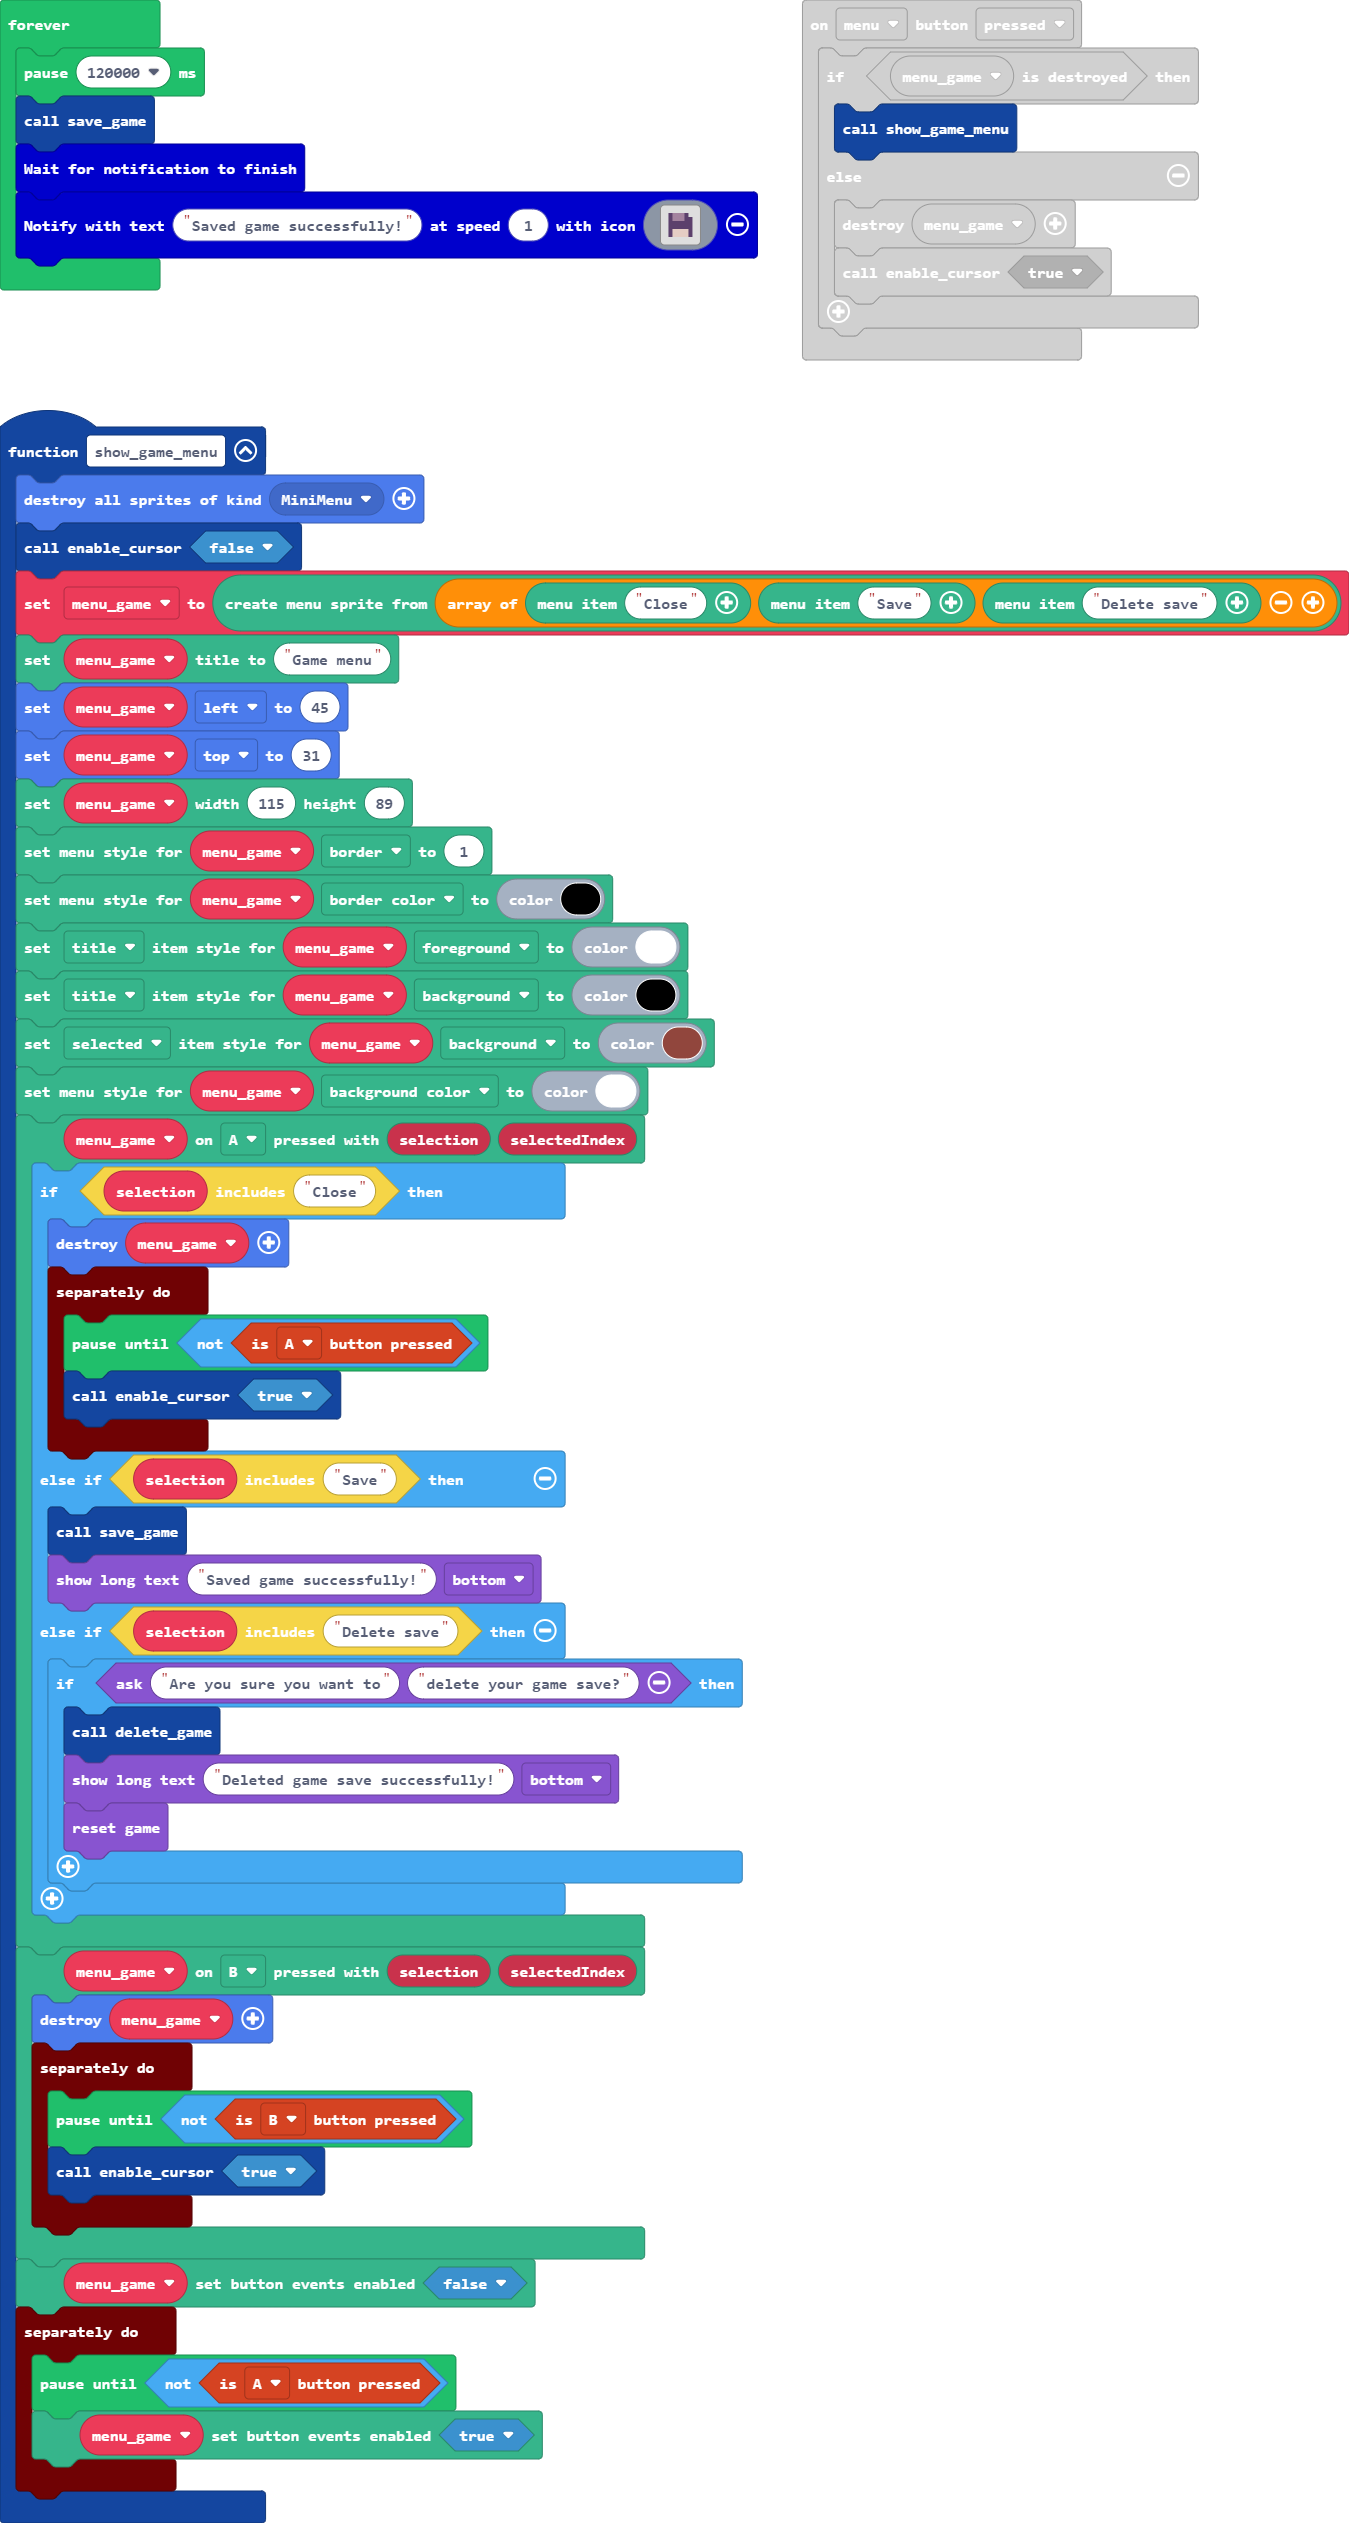 forever
pause 120000 ms
call save_game
Wait for notification to finish
Notify with text "Saved game successfully!" at speed 1 with icon
on menu button pressed
if menu_game is destroyed then
call show_game_menu
else
destroy menu_game
call enable_cursor true
function show_game_menu
destroy all sprites of kind MiniMenu
call enable_cursor false
set menu_game to create menu sprite from array of menu item "Close" menu item "Save" menu item "Delete save"
set menu_game title to "Game menu"
set menu_game left to 45
set menu_game top to 31
set menu_game width 115 height 89
set menu style for menu_game border to 1
set menu style for menu_game border color to color
set title item style for menu_game foreground to color
set title item style for menu_game background to color
set selected item style for menu_game background to color
set menu style for menu_game background color to color
menu_game on A pressed with selection selectedIndex
if selection includes "Close" then
destroy menu_game
separately do
pause until not is A button pressed
call enable_cursor true
else if selection includes "Save" then
call save_game
show long text "Saved game successfully!" bottom
else if selection includes "Delete save" then
if ask "Are you sure you want to" "delete your game save?" then
call delete_game
show long text "Deleted game save successfully!" bottom
reset game
menu_game on B pressed with selection selectedIndex
destroy menu_game
separately do
pause until not is B button pressed
call enable_cursor true
menu_game set button events enabled false
separately do
pause until not is A button pressed
menu_game set button events enabled true